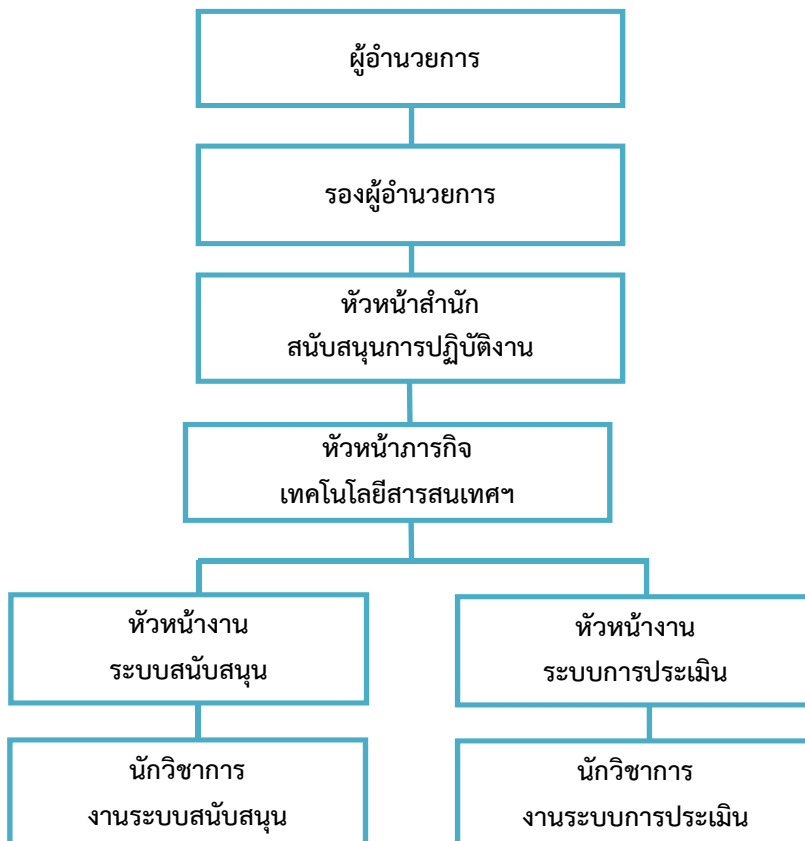 ผู้อำนวยการ
รองผู้อำนวยการ
หัวหน้าสำนัก
สนับสนุนการปฏิบัติงาน
หัวหน้าภารกิจ
เทคโนโลยีสารสนเทศฯ
หัวหน้างาน
ระบบสนับสนุน
หัวหน้างาน
ระบบการประเมิน
นักวิชาการ
งานระบบสนับสนุน
นักวิชาการ
งานระบบการประเมิน